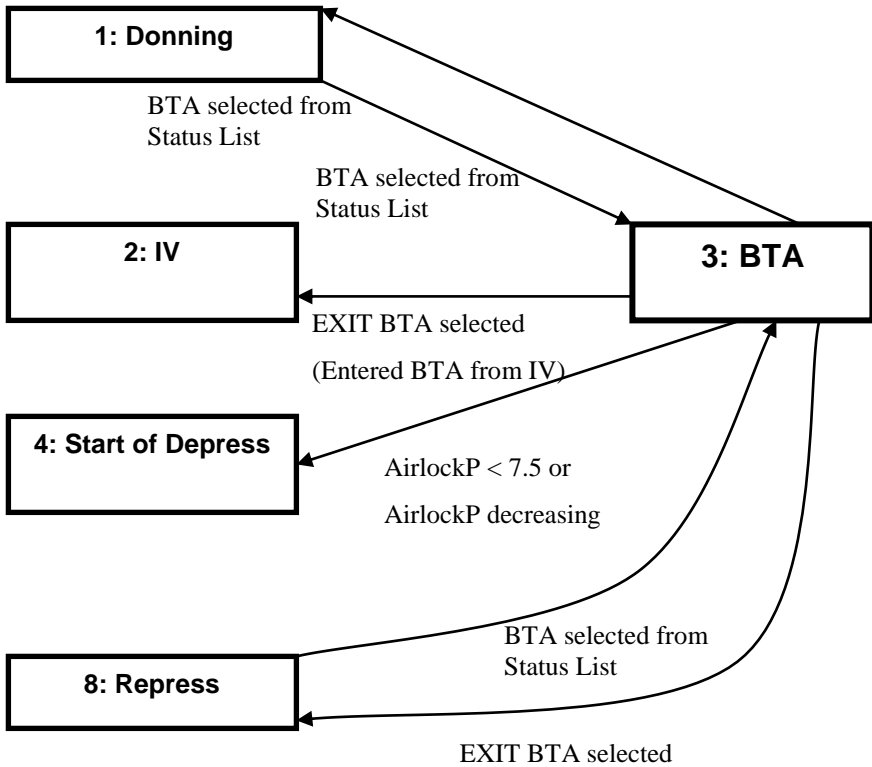 1: Donning
BTA selected from
Status List
BTA selected from
Status List
2: IV
3: BTA
EXIT BTA selected
(Entered BTA from IV)
4: Start of Depress
AirlockP < 7.5 or
AirlockP decreasing
BTA selected from
Status List
8: Repress
EXIT BTA selected